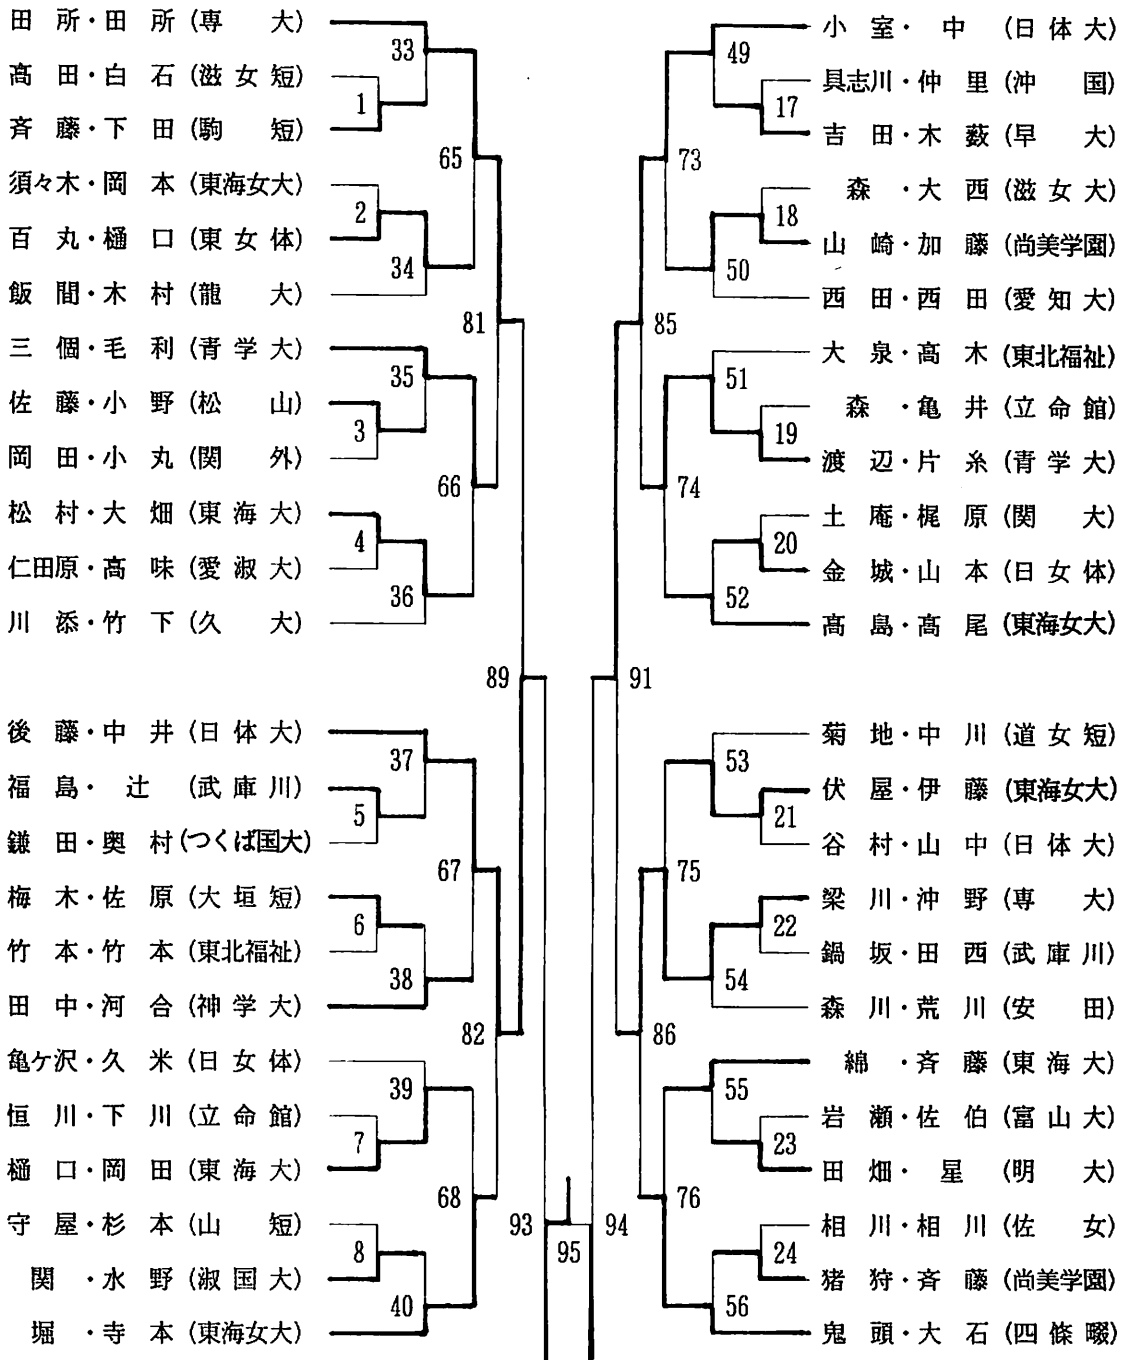 田所・田所(専大)
高田・白石(滋女短)
斉藤・下田(駒短)
須々木・岡本(東海女大)
百丸・樋口(東女体)
飯間・木村(龍大)
三個・毛利(青学大)
佐藤・小野(松山)
岡田・小丸(関外)
松村・大畑(東海大)
仁田原・高味(愛淑大)
川添・竹下(久大)
後藤・中井(日体大)
福島・辻(武庫川)
鎌田・奥村(つくば国大)
梅木・佐原(大垣短)
竹本・竹本(東北福祉)
田中・河合(神学大)
亀ケ沢・久米(日女体)
恒川・下川(立命館)
樋口・岡田(東海大)
守屋・杉本(山短)
関・水野(淑国大)
堀・寺本(東海女大)
33
1
65
2
34
81
35
3
66
4
36
89
37
5
67
6
38
82
39
7
68
8
40
93
95
94
49
17
73
18
50
85
51
19
74
20
52
91
53
21
75
22
54
86
55
23
76
24
56
小室・中(日体大)
具志川・仲里(沖国)
吉田・木薮(早大)
森・大西(滋女大)
山崎・加藤(尚美学園)
西田・西田(愛知大)
大泉・高木(東北福祉)
森・亀井(立命館)
渡辺・片糸(青学大)
土庵・梶原(関大)
金城・山本(日女体)
高島・高尾(東海女大)
菊地・中川(道女短)
伏屋・伊藤(東海女大)
谷村・山中(日体大)
梁川・沖野(専大)
鍋坂・田西(武庫川)
森川・荒川(安田)
綿・斉藤(東海大)
岩瀬・佐伯(富山大)
田畑・星(明大)
相川・相川(佐女)
猪狩・斉藤(尚美学園)
鬼頭・大石(四條畷)